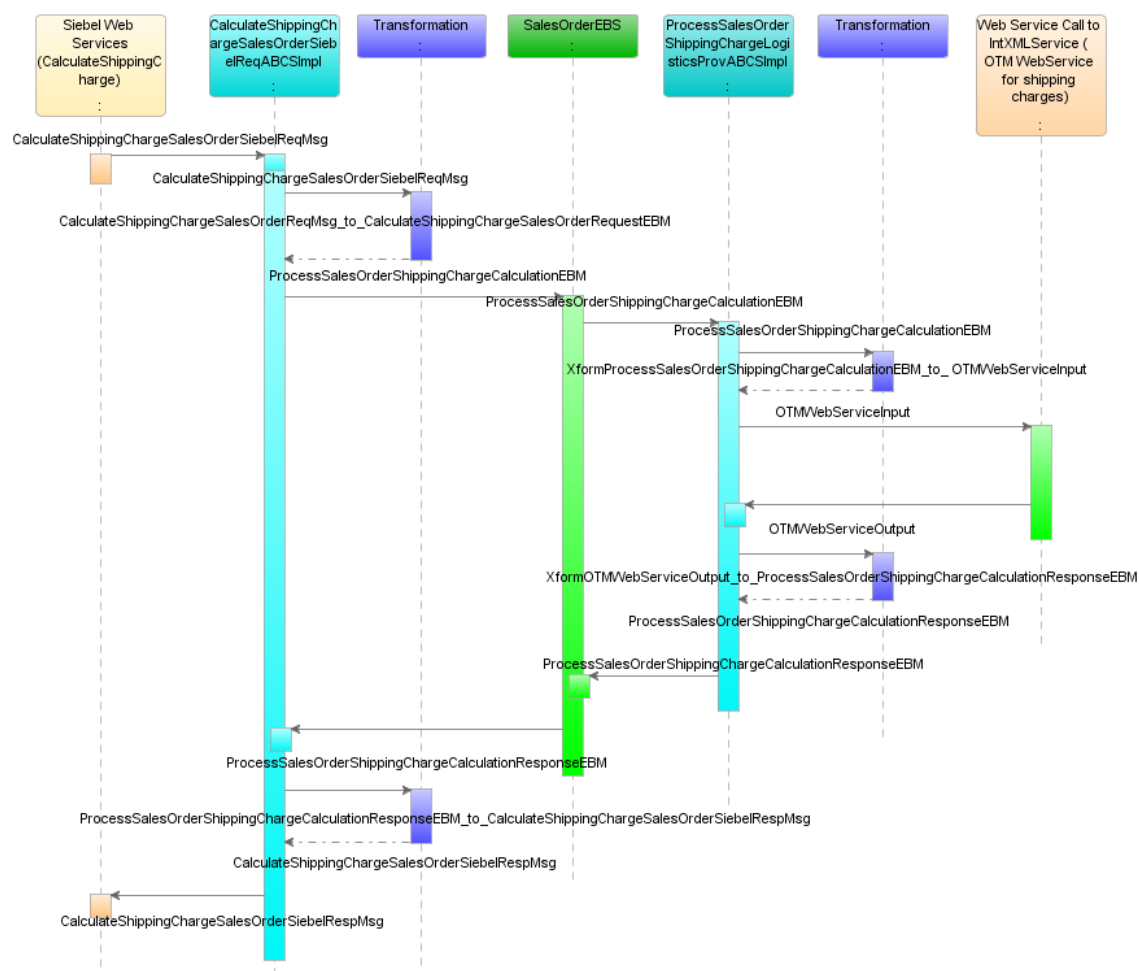 Siebel Web
Services
(CalculateShippingC
harge)
:
CalculateShippingCh
argeSalesOrderSieb
elReqABCSImpl
:
Transformation
:
SalesOrderEBS
:
ProcessSalesOrder
ShippingChargeLogi
sticsProvABCSImpl
:
Transformation
:
Web Service Call to
IntXMLService (
OTM WebService
for shipping
charges)
:
CalculateShippingChargeSalesOrderSiebelReqMsg
CalculateShippingChargeSalesOrderSiebelReqMsg
CalculateShippingChargeSalesOrderReqMsg_to_CalculateShippingChargeSalesOrderRequestEBM
ProcessSalesOrderShippingChargeCalculationEBM
ProcessSalesOrderShippingChargeCalculationEBM
ProcessSalesOrderShippingChargeCalculationEBM
XformProcessSalesOrderShippingChargeCalculationEBM_to_ OTMWebServiceInput
OTMWebServiceInput
OTMWebServiceOutput
XformOTMWebServiceOutput_to_ProcessSalesOrderShippingChargeCalculationResponseEBM
ProcessSalesOrderShippingChargeCalculationResponseEBM
ProcessSalesOrderShippingChargeCalculationResponseEBM
ProcessSalesOrderShippingChargeCalculationResponseEBM
ProcessSalesOrderShippingChargeCalculationResponseEBM_to_CalculateShippingChargeSalesOrderSiebelRespMsg
CalculateShippingChargeSalesOrderSiebelRespMsg
CalculateShippingChargeSalesOrderSiebelRespMsg